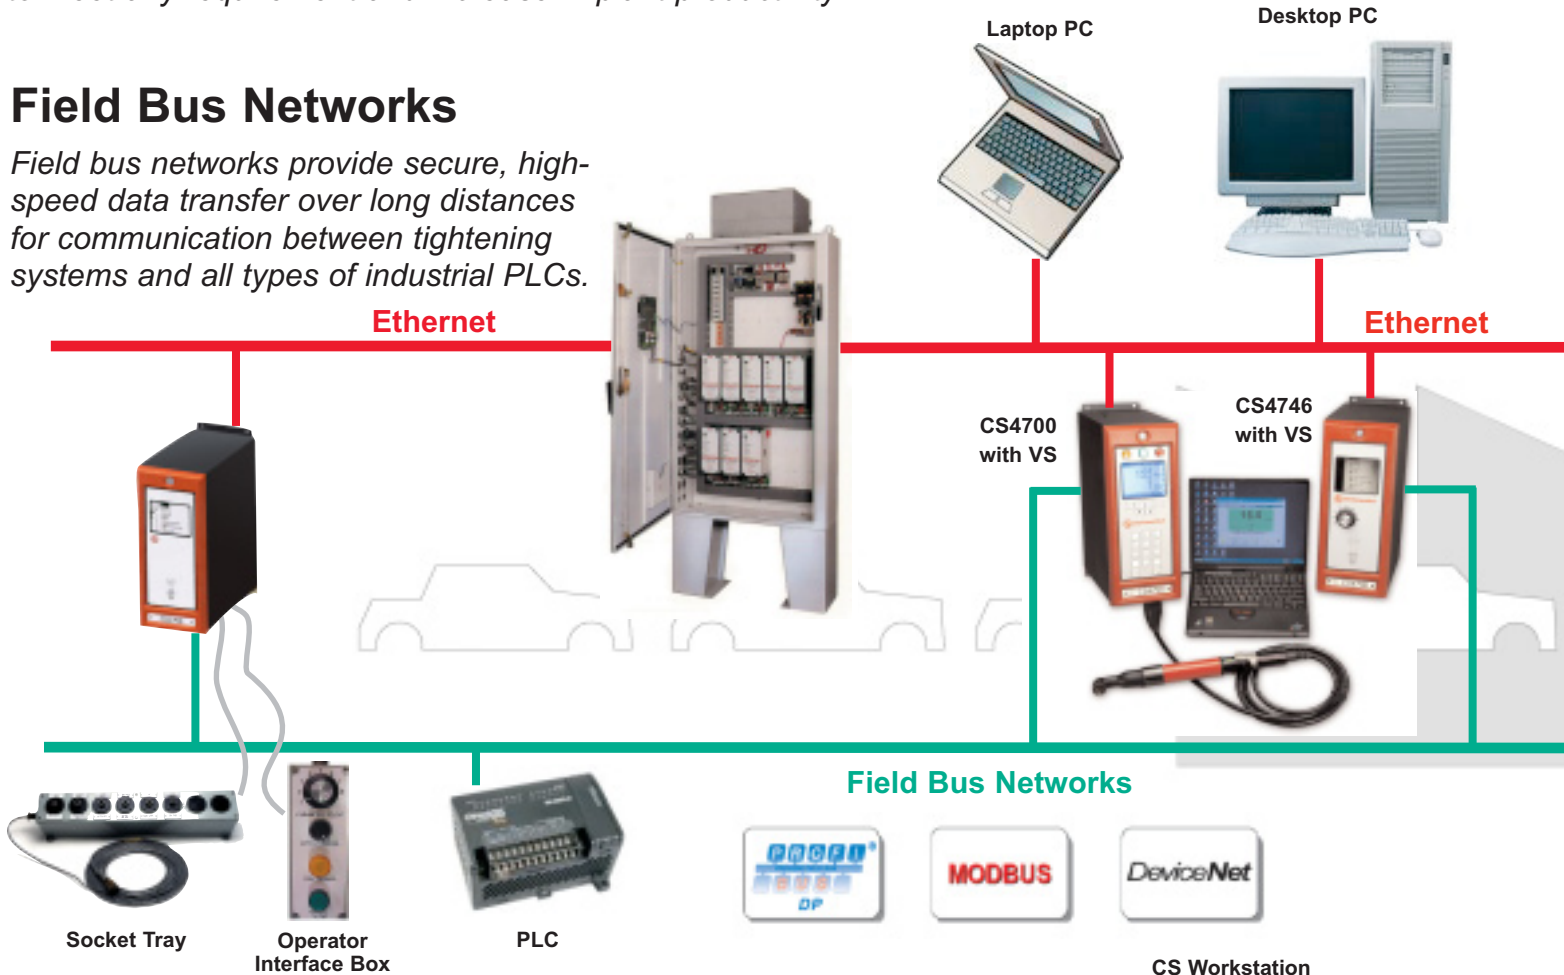 Laptop PC
Desktop PC
Field Bus Networks
Field bus networks provide secure, high-
speed data transfer over long distances
for communication between tightening
systems and all types of industrial PLCs.
Ethernet
Ethernet
CS4700
with VS
CS4746
with VS
Field Bus Networks
PROFI
DP
MODBUS
DeviceNet
Socket Tray
Operator
Interface Box
PLC
CS Workstation